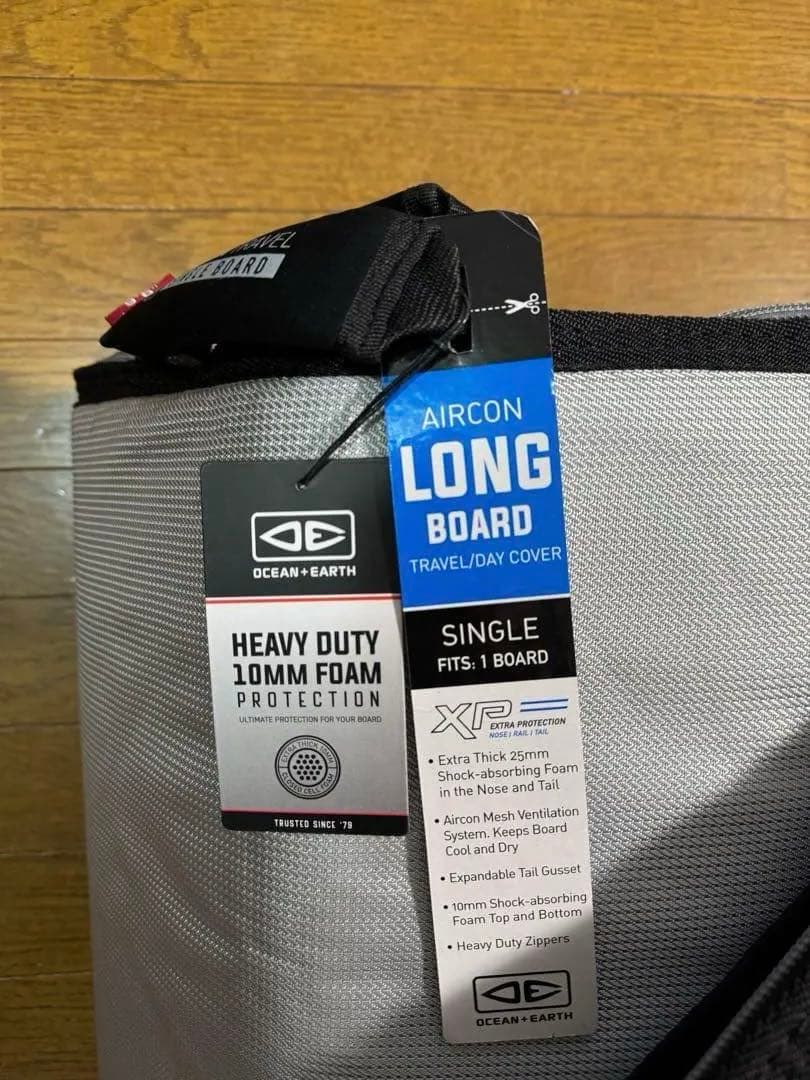 BOARD
AIRCON
LONG
BOARD
TRAVEL/DAY COVER
SINGLE
FITS: 1 BOARD
XP
EXTRA PROTECTION
NOSE | RAIL | TAIL
• Extra Thick 25mm
Shock-absorbing Foam
in the Nose and Tail
• Aircon Mesh Ventilation
System. Keeps Board
Cool and Dry
• Expandable Tail Gusset
• 10mm Shock-absorbing
Foam Top and Bottom
• Heavy Duty Zippers
OCEAN+EARTH
OCEAN+EARTH
HEAVY DUTY
10MM FOAM
PROTECTION
ULTIMATE PROTECTION FOR YOUR BOARD
EXTRA THICK 10MM
CLOSED CELL FOAM
TRUSTED SINCE '79